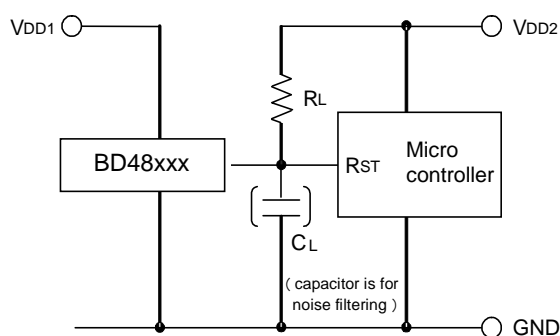 VDD1
VDD2
RL
BD48xxx
RST
Micro
controller
CL
( capacitor is for
noise filtering )
GND